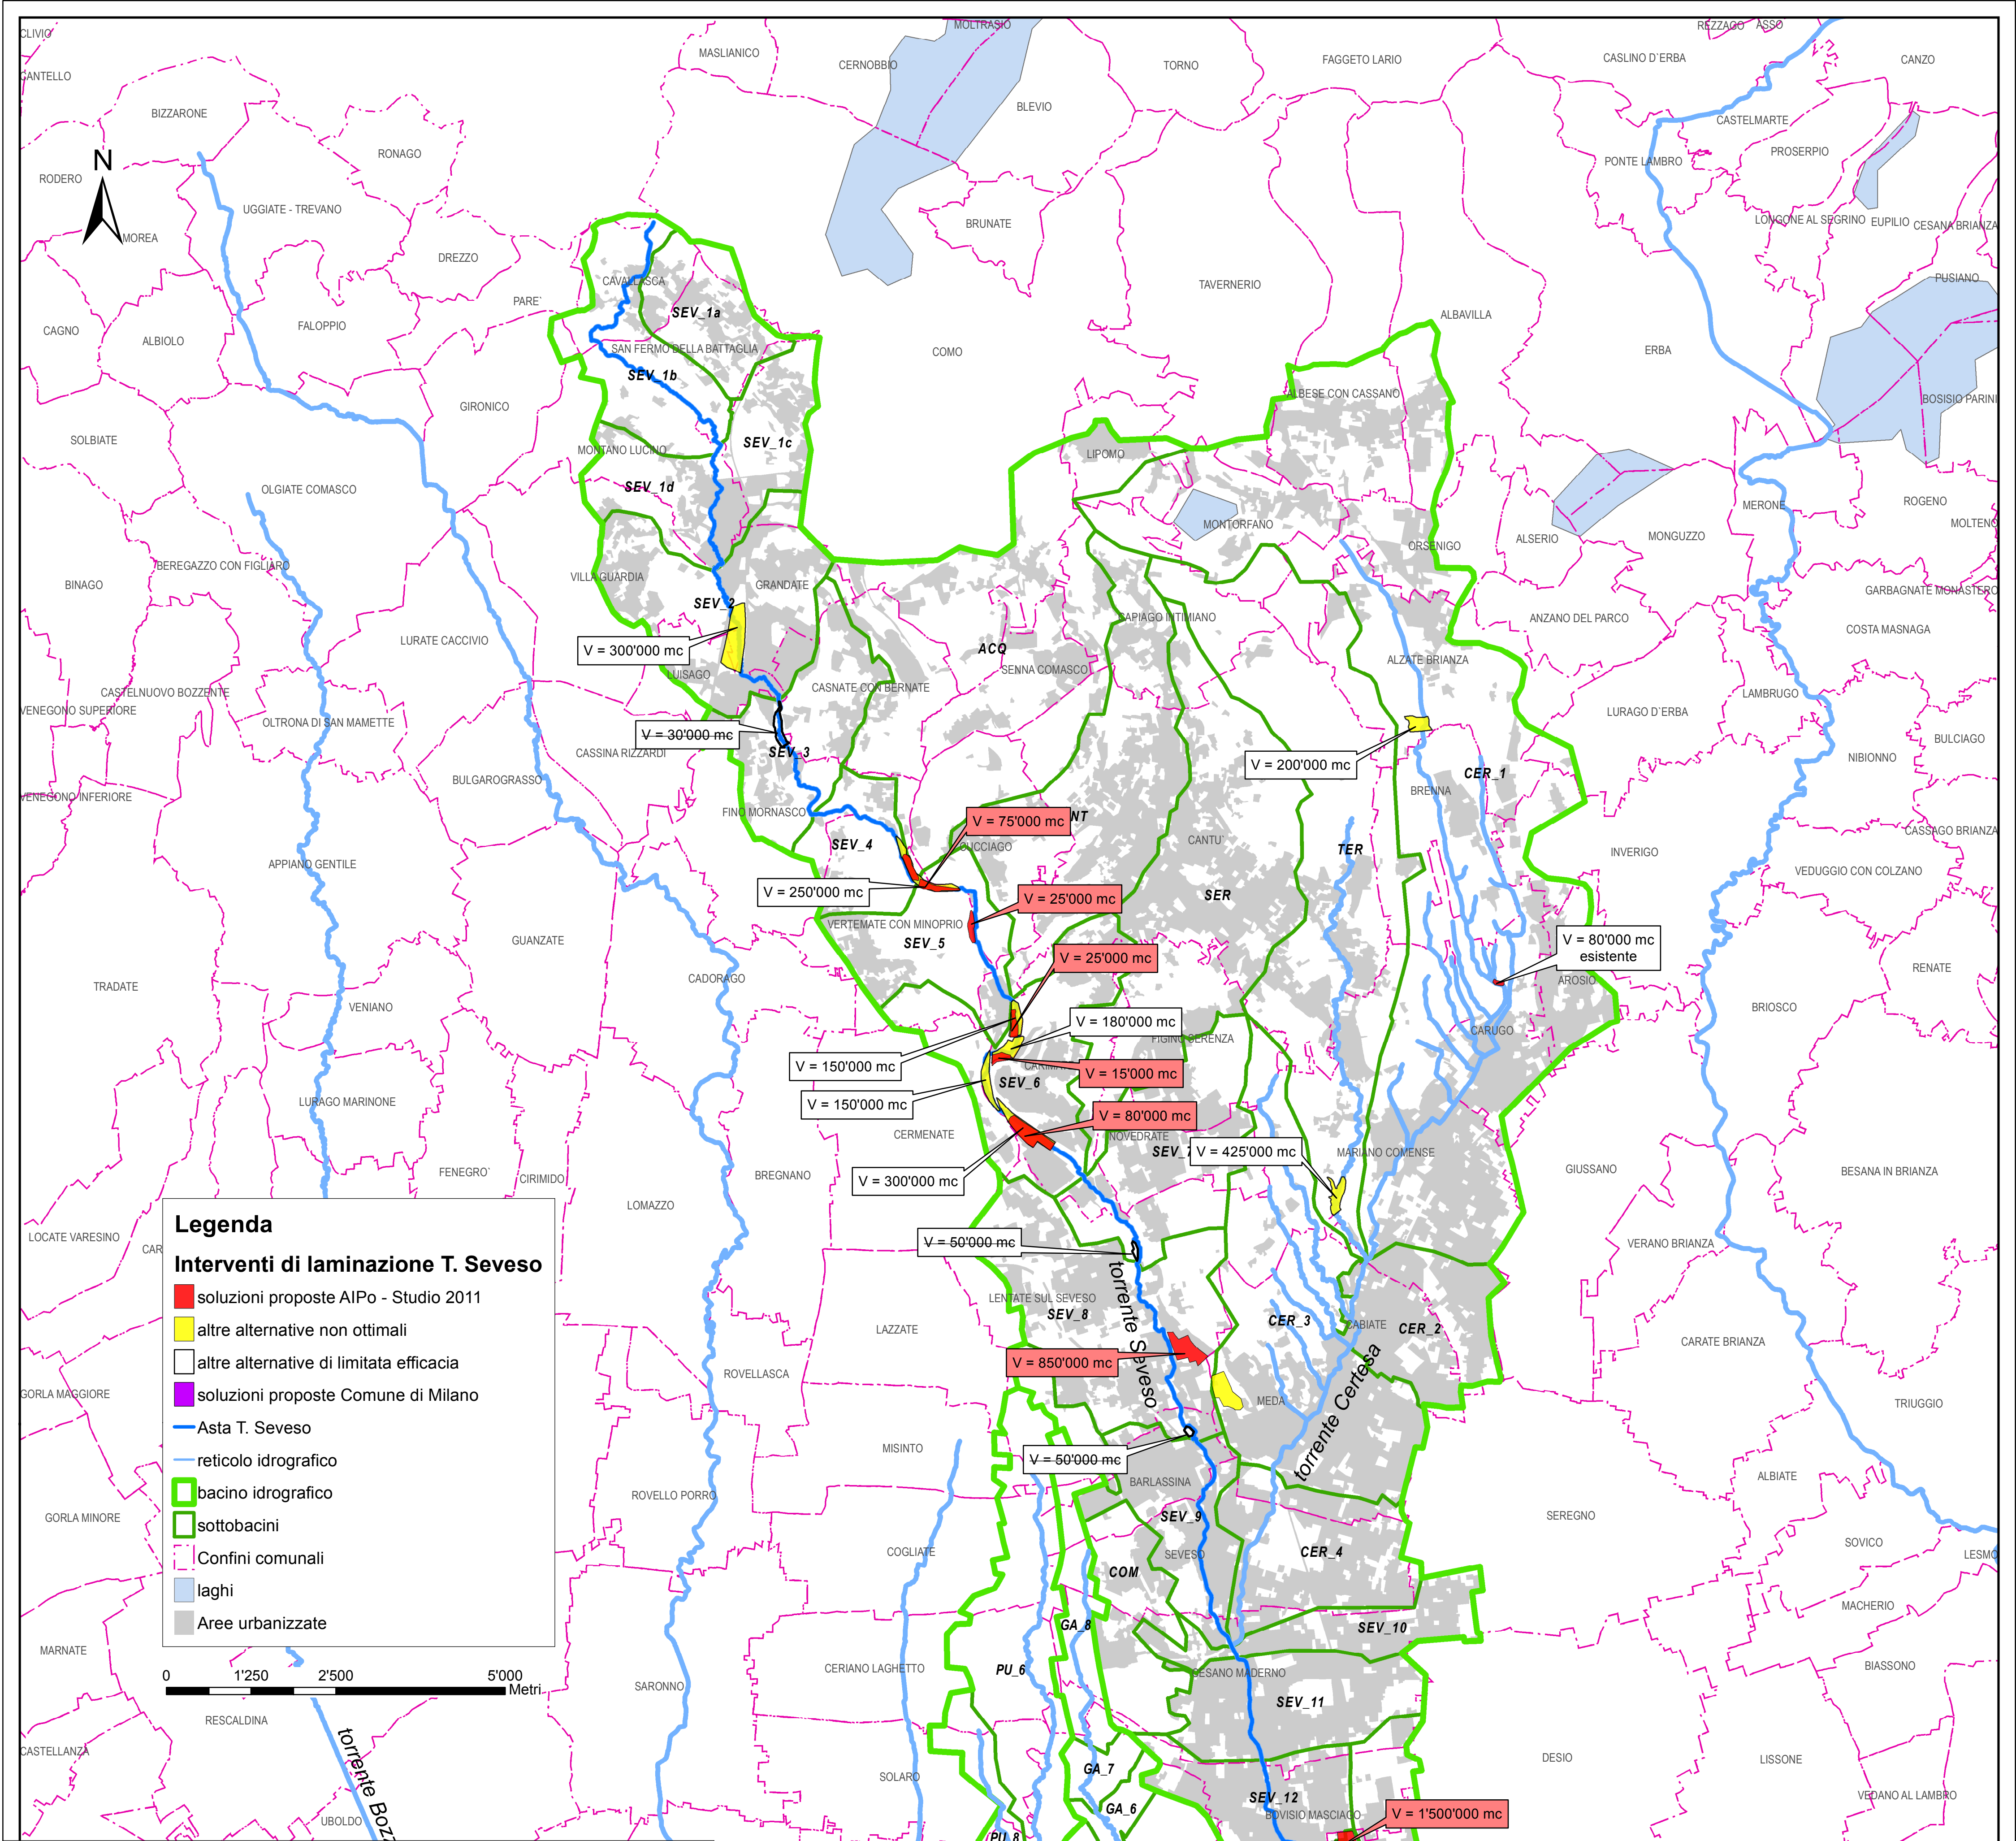 CLIVIO
CANTELLO
BIZZARONE
RONAGO
RODERO
N
UGGIATE - TREVANO
MOREA
DREZZO
PARE`
CAGNO
ALBIOLO
FALOPPIO
GIRONICO
SOLBIATE
OLGIATE COMASCO
BINAGO
BEREGAZZO CON FIGLIARO
LURATE CACCIVIO
CASTELNUOVO BOZZENTE
VENEGONO SUPERIORE
OLTRONA DI SAN MAMETTE
CASSINA RIZZARDI
BULGAROGRASSO
VENEGONO INFERIORE
APPIANO GENTILE
GUANZATE
CADORAGO
TRADATE
VENIANO
LURAGO MARINONE
FENEGRO`
CIRIMIDO
BREGNANO
LOMAZZO
LOCATE VARESINO
CAR
MASLIANICO
CERNOBBIO
MOLTRASIO
BLEVIO
TORNO
FAGGETO LARIO
REZZAGO
ASSO
CASLINO D`ERBA
CANZO
CASTELMARTE
PROSERPIO
PONTE LAMBRO
LONGONE AL SEGRINO
EUPILIO
CESANA BRIANZA
BRUNATE
TAVERNERIO
PUSIANO
ALBAVILLA
ERBA
COMO
BOSISIO PARINI
CAVALLASCA
SEV_1a
SAN FERMO DELLA BATTAGLIA
SEV_1b
SEV_1c
MONTANO LUCINO
SEV_1d
ALBESE CON CASSANO
LIPOMO
MONTORFANO
ORSENIGO
ALSERIO
MONGUZZO
MERONE
ROGENO
MOLTENO
VILLA GUARDIA
GRANDATE
SEV_2
V = 300'000 mc
LUISAGO
ACQ
SENNA COMASCO
CAPIAGO INTIMIANO
CASNATE CON BERNATE
ALZATE BRIANZA
ANZANO DEL PARCO
GARBAGNATE MONASTERO
COSTA MASNAGA
LAMBRUGO
LURAGO D`ERBA
BULCIAGO
NIBIONNO
V = 30'000 mc
SEV_3
V = 200'000 mc
CER_1
BRENNA
FINO MORNASCO
V = 75'000 mc
NT
CUCCIAGO
SEV_4
CANTU`
TER
INVERIGO
CASSAGO BRIANZA
VEDUGGIO CON COLZANO
V = 250'000 mc
V = 25'000 mc
SER
VERTEMATE CON MINOPRIO
SEV_5
V = 25'000 mc
V = 80'000 mc
esistente
AROSIO
RENATE
BRIOSCO
V = 180'000 mc
CARUGO
FIGINO SERENZA
V = 150'000 mc
V = 15'000 mc
SEV_6
V = 150'000 mc
V = 80'000 mc
CERMENATE
NOVEDRATE
SEV_7
V = 425'000 mc
MARIANO COMENSE
GIUSSANO
BESANA IN BRIANZA
V = 300'000 mc
V = 50'000 mc
VERANO BRIANZA
torrente Seveso
LENTATE SUL SEVESO
SEV_8
CER_3
CABIATE
CER_2
CARATE BRIANZA
LAZZATE
V = 850'000 mc
ROVELLASCA
MEDA
torrente Certesa
TRIUGGIO
MISINTO
V = 50'000 mc
BARLASSINA
ALBIATE
ROVELLO PORRO
SEV_9
SEREGNO
SOVICO
LESMO
COGLIATE
SEVESO
CER_4
COM
MACHERIO
GA_8
SEV_10
CERIANO LAGHETTO
PU_6
CESANO MADERNO
BIASSONO
SARONNO
SEV_11
DESIO
LISSONE
SOLARO
GA_7
SEV_12
GA_6
BOVISIO MASCIAGO
V = 1'500'000 mc
VEDANO AL LAMBRO
PU_8
GORLA MAGGIORE
GORLA MINORE
MARNATE
Legenda
Interventi di laminazione T. Seveso
soluzioni proposte AIPo - Studio 2011
altre alternative non ottimali
altre alternative di limitata efficacia
soluzioni proposte Comune di Milano
Asta T. Seveso
reticolo idrografico
bacino idrografico
sottobacini
Confini comunali
laghi
Aree urbanizzate
0 1'250 2'500 5'000
Metri
RESCALDINA
CASTELLANZA
UBOLDO
torrente Boz